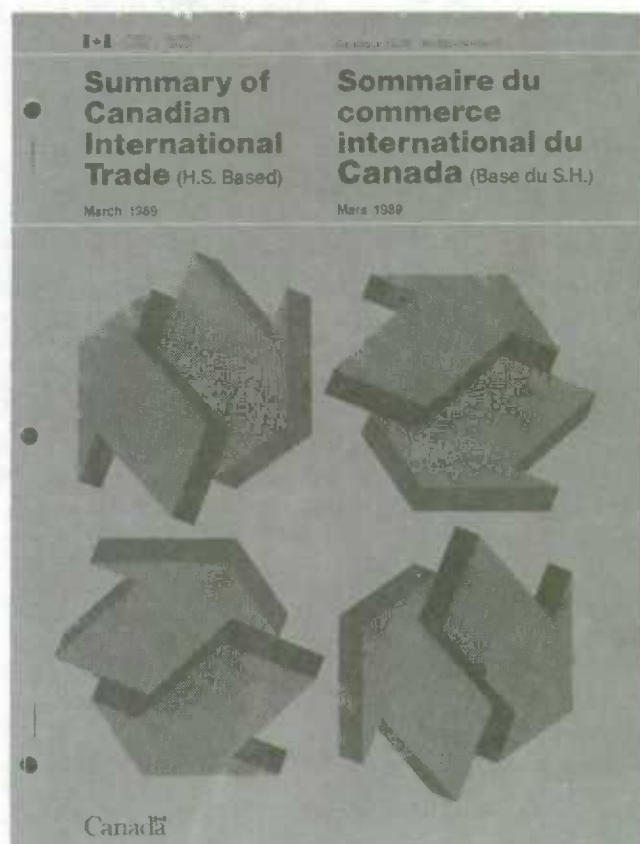 Summary of
Canadian
International
Trade (H.S. Based)
March 1989
Sommaire du
commerce
international du
Canada (Base du S.H.)
Mars 1989
Canada